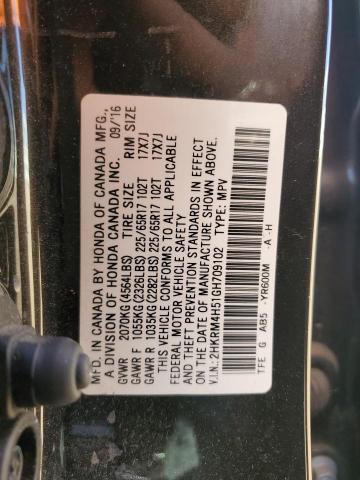 MFD. IN CANADA BY HONDA OF CANADA MFG.,
A DIVISION OF HONDA CANADA INC. 09/'16
GVWR 2070KG(4564LBS) TIRE SIZE RIM SIZE
GAWR F 1055KG(2326LBS) 225/65R17 102T 17X7J
GAWR R 1035KG(2282LBS) 225/65R17 102T 17X7J
THIS VEHICLE CONFORMS TO ALL APPLICABLE
FEDERAL MOTOR VEHICLE SAFETY
AND THEFT PREVENTION STANDARDS IN EFFECT
ON THE DATE OF MANUFACTURE SHOWN ABOVE.
V.I.N.: 2HKRM4H51GH709102 TYPE: MPV
TFE G AB5 -YR600M -A -H